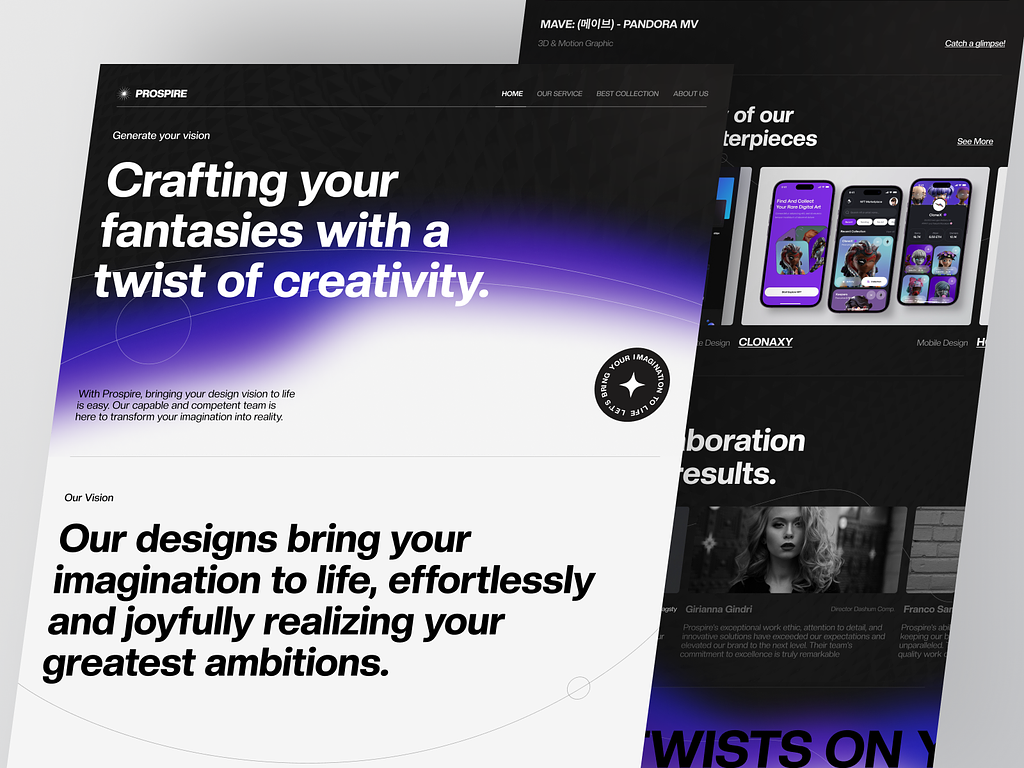 MAVE: (메이브) - PANDORA MV
3D & Motion Graphic
Catch a glimpse!
PROSPIRE
HOME
OUR SERVICE
BEST COLLECTION
ABOUT US
Generate your vision
Crafting your
fantasies with a
twist of creativity.
With Prospire, bringing your design vision to life
is easy. Our capable and competent team is
here to transform your imagination into reality.
LET'S BRING YOUR IMAGINATION TO LIFE
Our Vision
Our designs bring your
imagination to life, effortlessly
and joyfully realizing your
greatest ambitions.
of our
terpieces
See More
Find And Collect
Your Rare Digital Art
NFT Marketplace
CloneX
Design
CLONAXY
Mobile Design
boration
results.
Girianna Gindri
Director Dashum Comp.
Prospire's exceptional work ethic, attention to detail, and
innovative solutions have exceeded our expectations and
elevated our brand to the next level. Their team's
commitment to excellence is truly remarkable
Franco
Prospire's
keeping our
unparalleled.
quality work
TWISTS ON